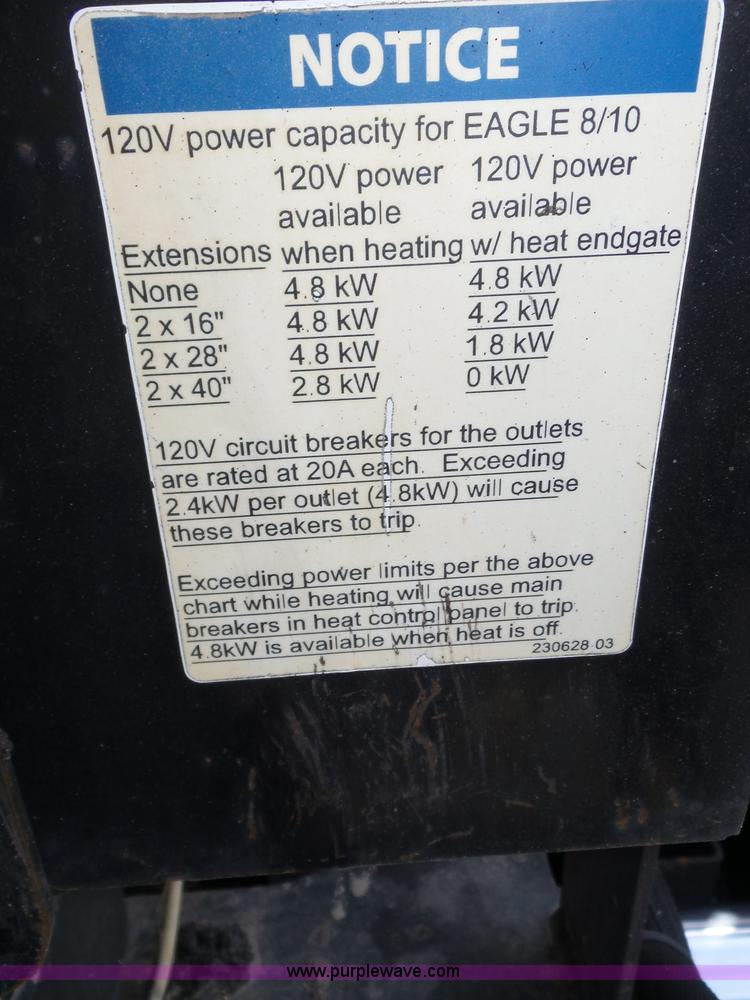 NOTICE
120V power capacity for EAGLE 8/10
120V power 120V power
available available
Extensions when heating w/ heat endgate
None 4.8 kW 4.8 kW
2 x 16" 4.8 kW 4.2 kW
2 x 28" 4.8 kW 1.8 kW
2 x 40" 2.8 kW 0 kW
120V circuit breakers for the outlets
are rated at 20A each. Exceeding
2.4kW per outlet (4.8kW) will cause
these breakers to trip.
Exceeding power limits per the above
chart while heating will cause main
breakers in heat control panel to trip.
4.8kW is available when heat is off.
230628-03
www.purplewave.com